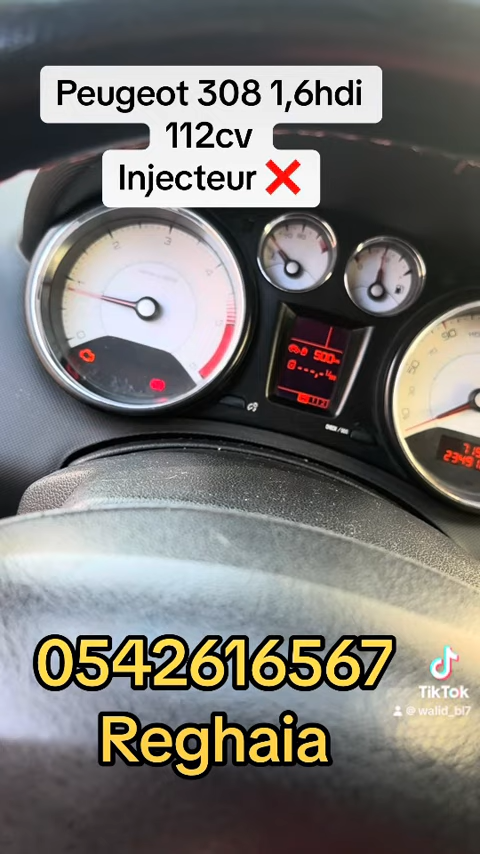 Peugeot 308 1,6hdi
112cv
Injecteur ❌
500
0542616567
Reghaia
TikTok
@walid_bl7